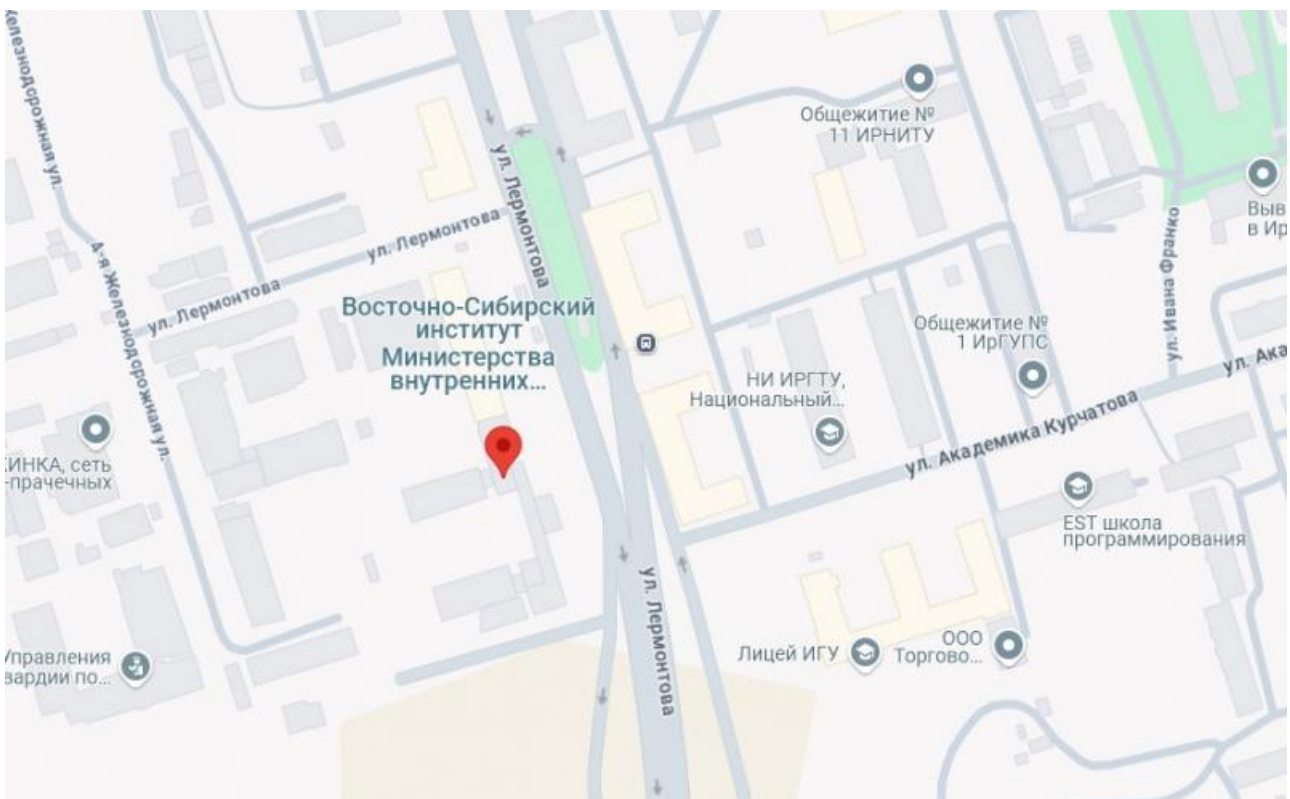 Железнодорожная ул.
Общежитие №
11 ИРНИТУ
ул. Лермонтова
ул. Лермонтова
Выв
в Ир
ул. Ивана Франко
4-я Железнодорожная ул.
ул. Лермонтова
Восточно-Сибирский
институт
Министерства
внутренних...
Общежитие №
1 ИрГУПС
ул. Ака
НИ ИРГТУ,
Национальный...
ул. Академика Курчатова
КИНКА, сеть
-прачечных
EST школа
программирования
ул. Лермонтова
Управления
вардии по...
Лицей ИГУ
ООО
Торгово...